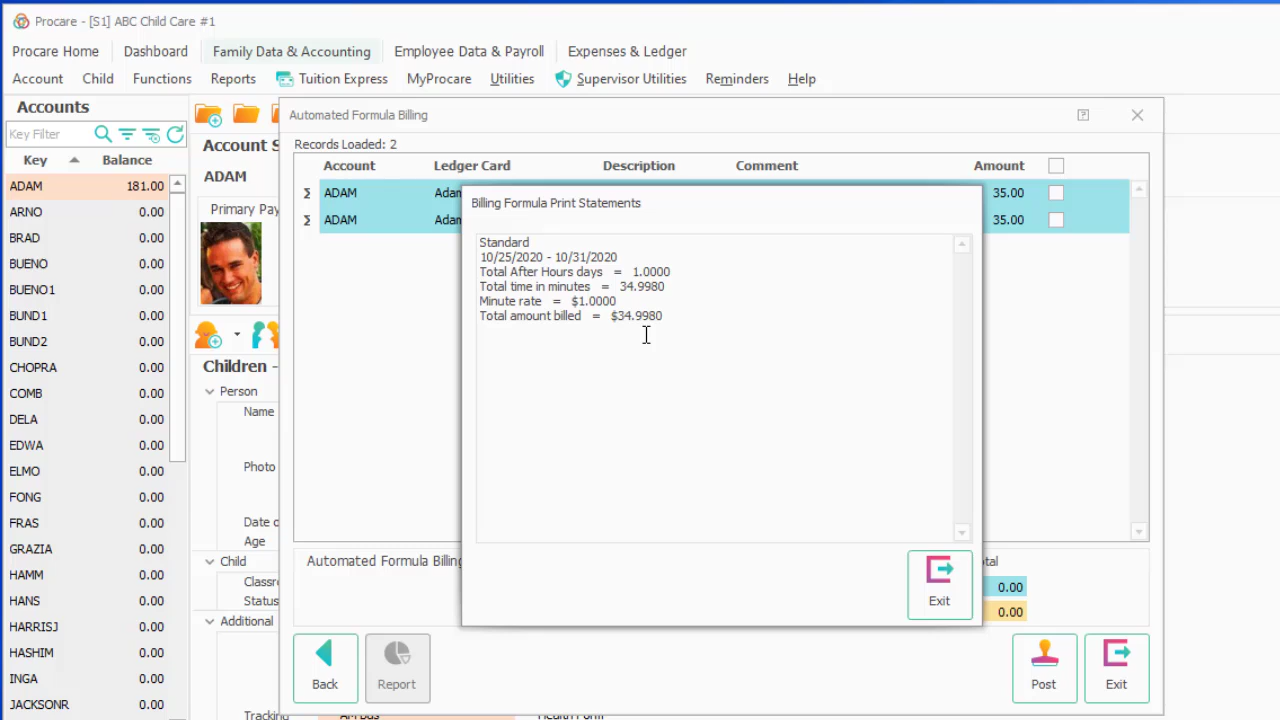 Procare - [S1] ABC Child Care #1
Procare Home Dashboard Family Data & Accounting Employee Data & Payroll Expenses & Ledger
Account Child Functions Reports Tuition Express MyProcare Utilities Supervisor Utilities Reminders Help
Accounts
Key Filter
Key Balance
ADAM 181.00
ARNO 0.00
BRAD 0.00
BUENO 0.00
BUENO1 0.00
BUND1 0.00
BUND2 0.00
CHOPRA 0.00
COMB 0.00
DELA 0.00
EDWA 0.00
ELMO 0.00
FONG 0.00
FRAS 0.00
GRAZIA 0.00
HAMM 0.00
HANS 0.00
HARRISJ 0.00
HASHIM 0.00
INGA 0.00
JACKSONR 0.00
Account S
ADAM
Primary Pay
Children -
Person
Name
Photo
Date o
Age
Child
Classr
Status
Additional
Tracking
Automated Formula Billing
Records Loaded: 2
Account Ledger Card Description Comment Amount
Σ ADAM Adam 35.00
Σ ADAM Adam 35.00
Billing Formula Print Statements
Standard
10/25/2020 - 10/31/2020
Total After Hours days = 1.0000
Total time in minutes = 34.9980
Minute rate = $1.0000
Total amount billed = $34.9980
Exit
Automated Formula Billing
otal
0.00
0.00
Back
Report
Post
Exit